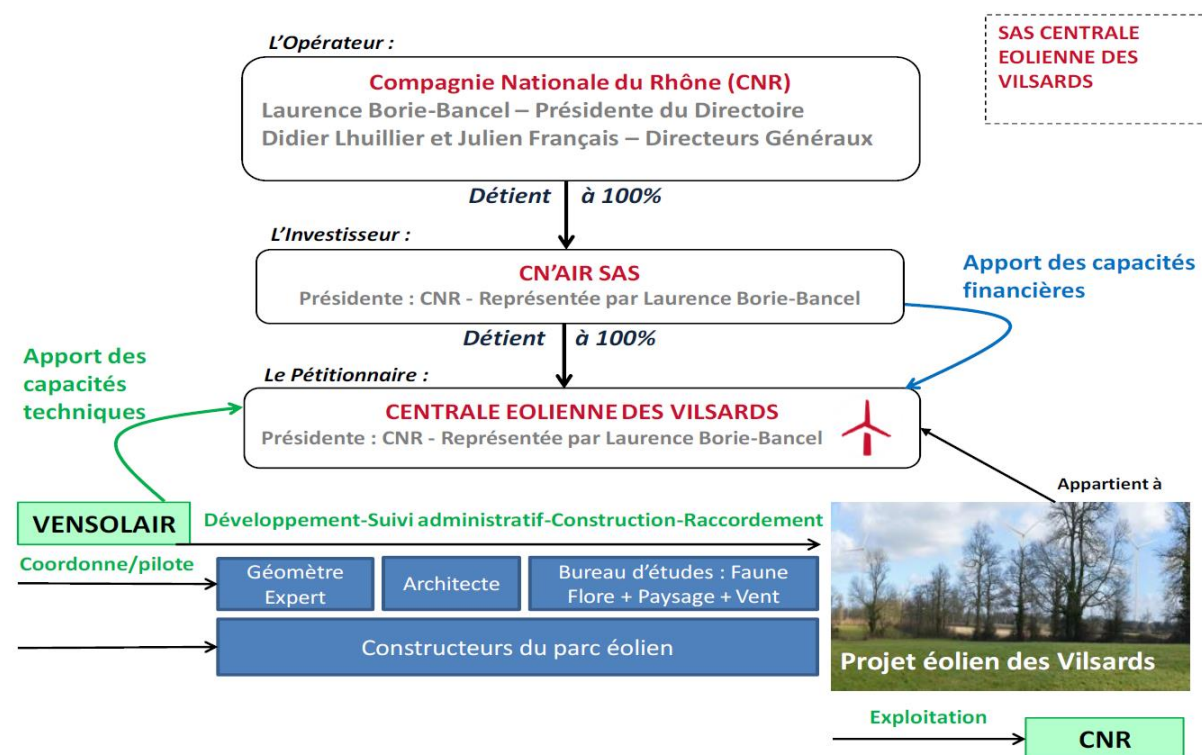 L'Opérateur :
SAS CENTRALE
EOLIENNE DES
VILSARDS
Compagnie Nationale du Rhône (CNR)
Laurence Borie-Bancel – Présidente du Directoire
Didier Lhuillier et Julien Français – Directeurs Généraux
Détient à 100%
L'Investisseur :
CN'AIR SAS
Présidente : CNR - Représentée par Laurence Borie-Bancel
Apport des capacités
financières
Détient à 100%
Apport des
capacités
techniques
Le Pétitionnaire :
CENTRALE EOLIENNE DES VILSARDS
Présidente : CNR - Représentée par Laurence Borie-Bancel
Appartient à
VENSOLAIR
Développement-Suivi administratif-Construction-Raccordement
Coordonne/pilote
Géomètre
Expert
Architecte
Bureau d'études : Faune
Flore + Paysage + Vent
Constructeurs du parc éolien
Projet éolien des Vilsards
Exploitation
CNR